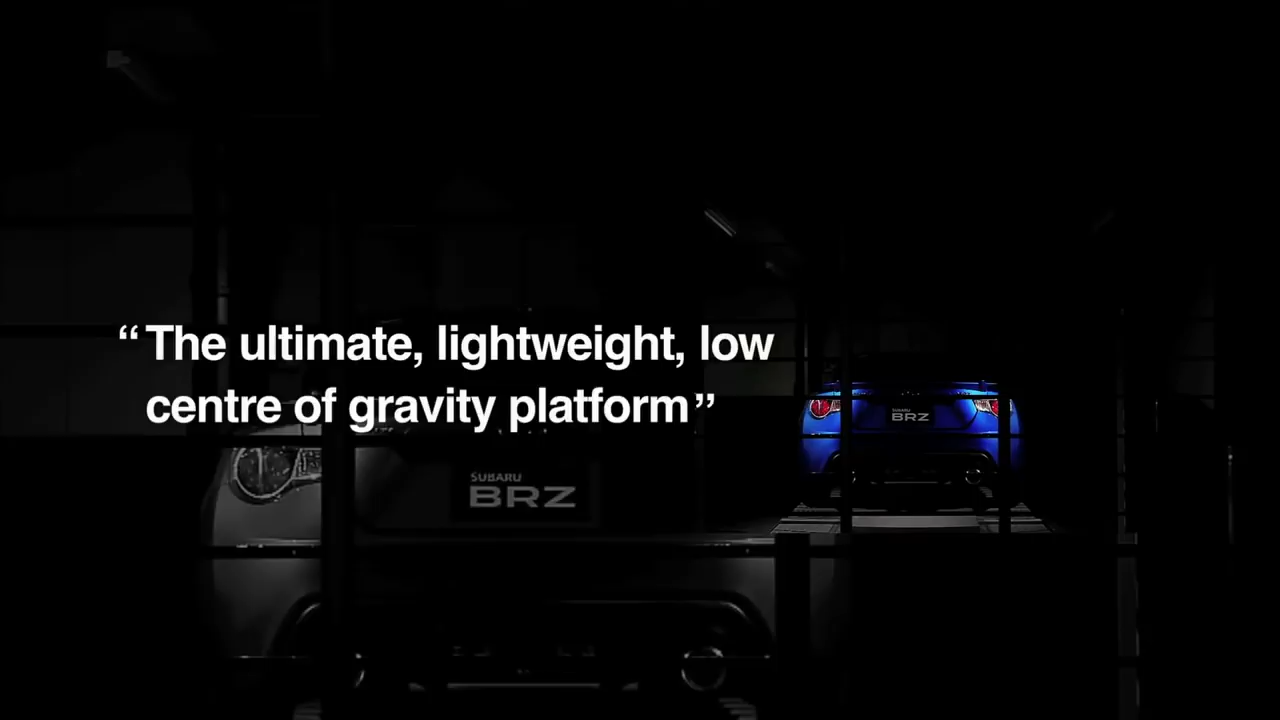 “The ultimate, lightweight, low
centre of gravity platform”
SUBARU
BRZ
SUBARU
BRZ